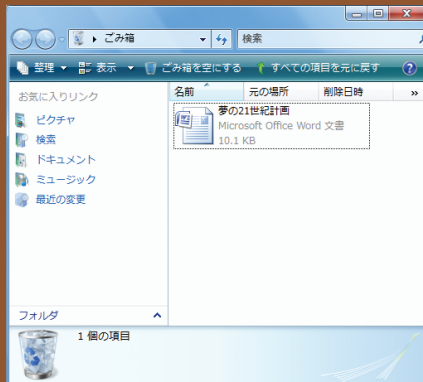 ごみ箱
検索
整理 表示 ごみ箱を空にする すべての項目を元に戻す
お気に入りリンク
ピクチャ
検索
ドキュメント
ミュージック
最近の変更
フォルダ
名前 元の場所 削除日時 »
夢の21世紀計画
Microsoft Office Word 文書
10.1 KB
1 個の項目